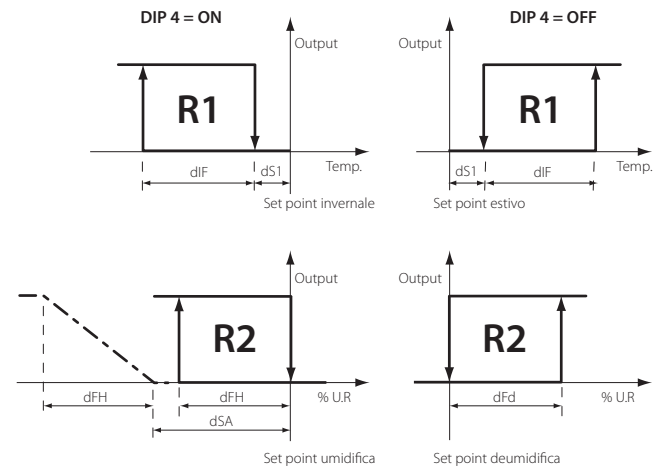 DIP 4 = ON
DIP 4 = OFF
Output
Output
R1
R1
Temp.
Temp.
dIF
dS1
dS1
dIF
Set point invernale
Set point estivo
Output
Output
R2
R2
dFH
dFH
% U.R
dFd
% U.R
dSA
Set point umidifica
Set point deumidifica